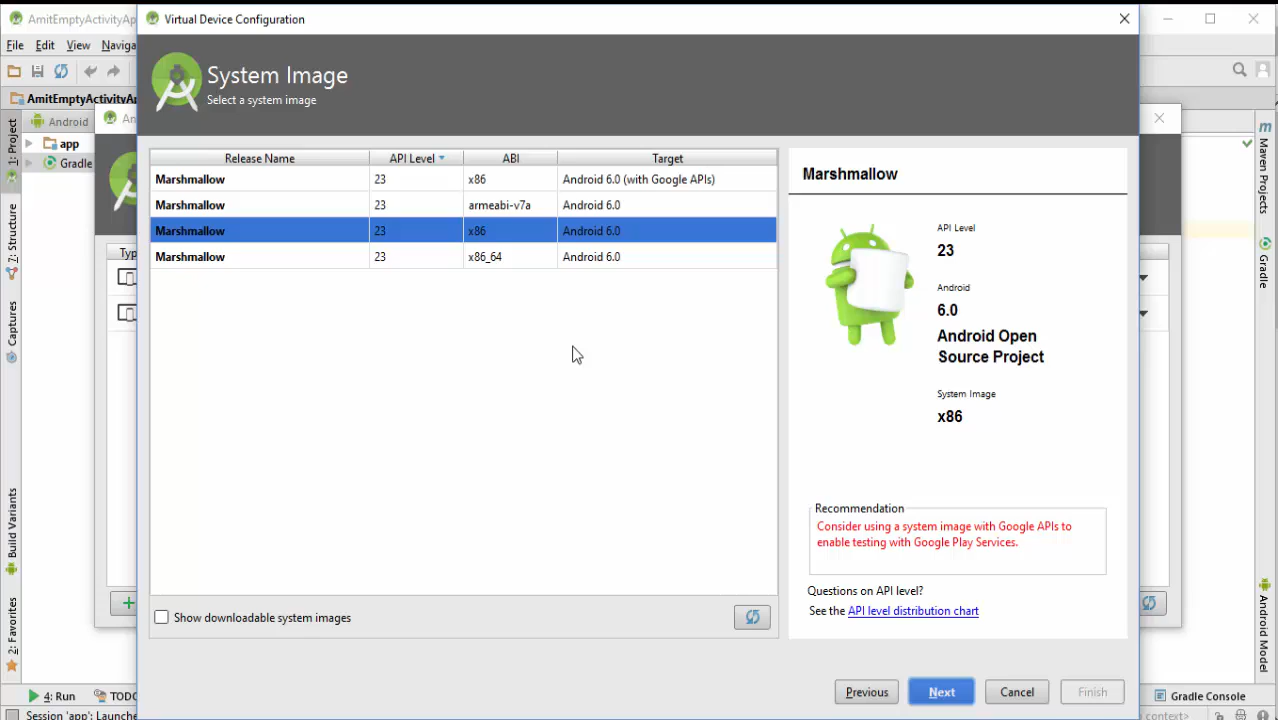 AmitEmptyActivityAp
Virtual Device Configuration
File Edit View Naviga
System Image
Select a system image
AmitEmptyActivityAp
Android
An
1: Project
app
Gradle
Release Name API Level ABI Target
Marshmallow 23 x86 Android 6.0 (with Google APIs)
Marshmallow 23 armeabi-v7a Android 6.0
Marshmallow 23 x86 Android 6.0
Marshmallow 23 x86_64 Android 6.0
Marshmallow
API Level
23
Android
6.0
Android Open
Source Project
System Image
x86
Recommendation
Consider using a system image with Google APIs to
enable testing with Google Play Services.
Questions on API level?
See the API level distribution chart
Show downloadable system images
Previous Next Cancel Finish
Typ
Z: Structure
Captures
Build Variants
2: Favorites
m
Maven Projects
Gradle
Android Model
4: Run TODO
Gradle Console
Session 'app': Launche
context>